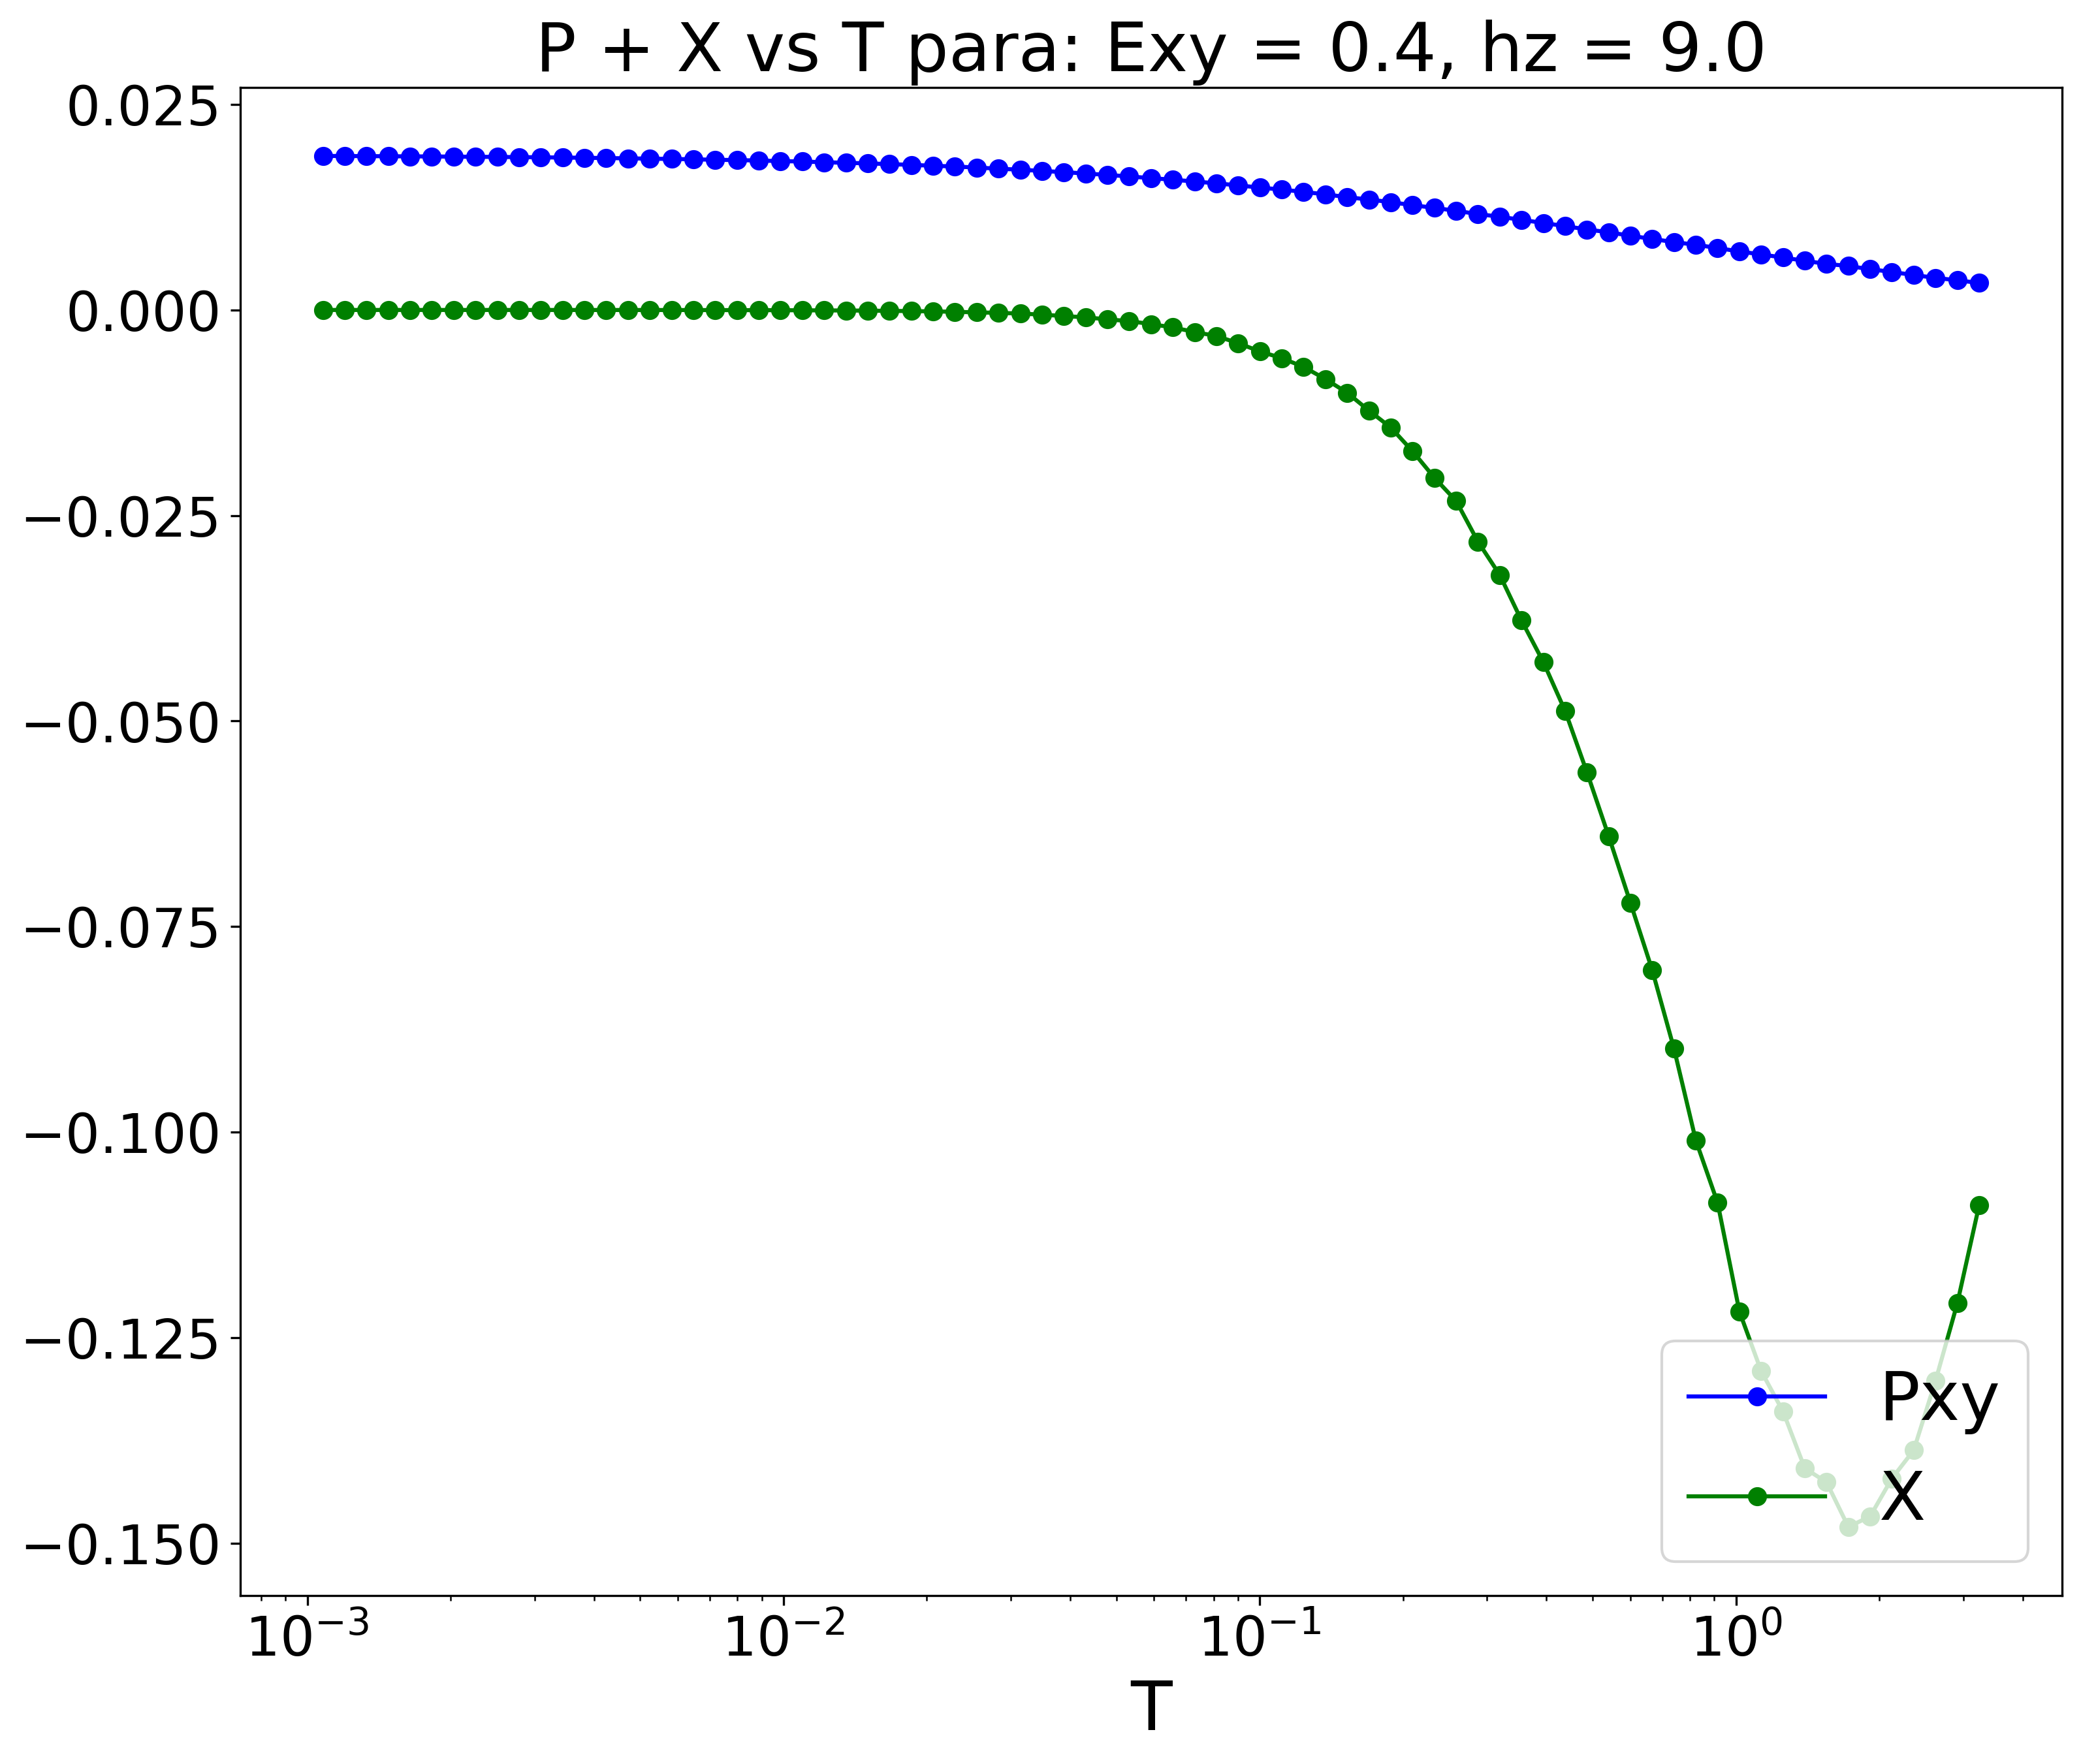 P + X vs T para: Exy = 0.4, hz = 9.0
0.025
0.000
−0.025
−0.050
−0.075
−0.100
−0.125
−0.150
Pxy
X
10⁻³ 10⁻² 10⁻¹ 10⁰
T